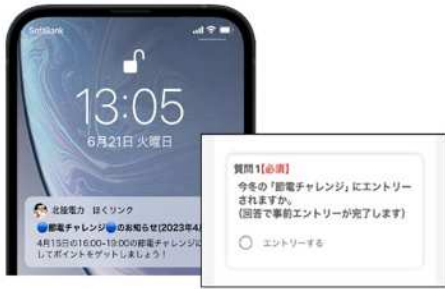 SoftBank
13:05
6月21日 火曜日
北陸電力 ほくリンク
🔵節電チャレンジ🔵のお知らせ(2023年4
4月15日の16:00-19:00の節電チャレンジに
してポイントをゲットしましょう！
質問1【必須】
今冬の「節電チャレンジ」にエントリー
されますか。
(回答で事前エントリーが完了します)
エントリーする